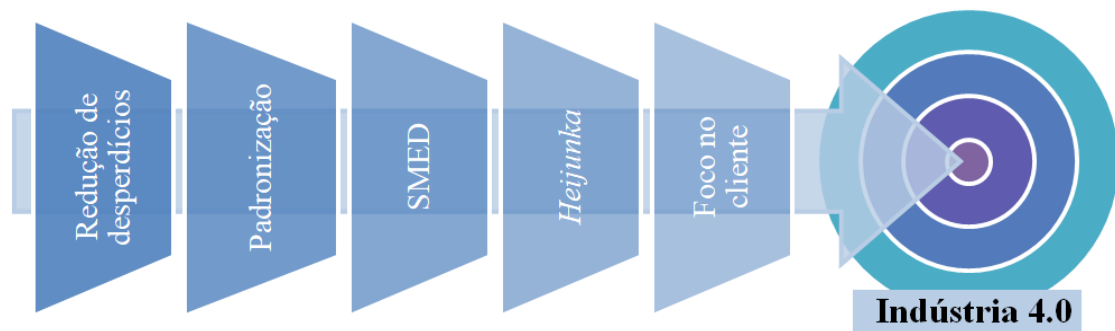 Redução de
desperdícios
Padronização
SMED
Heijunka
Foco no
cliente
Indústria 4.0